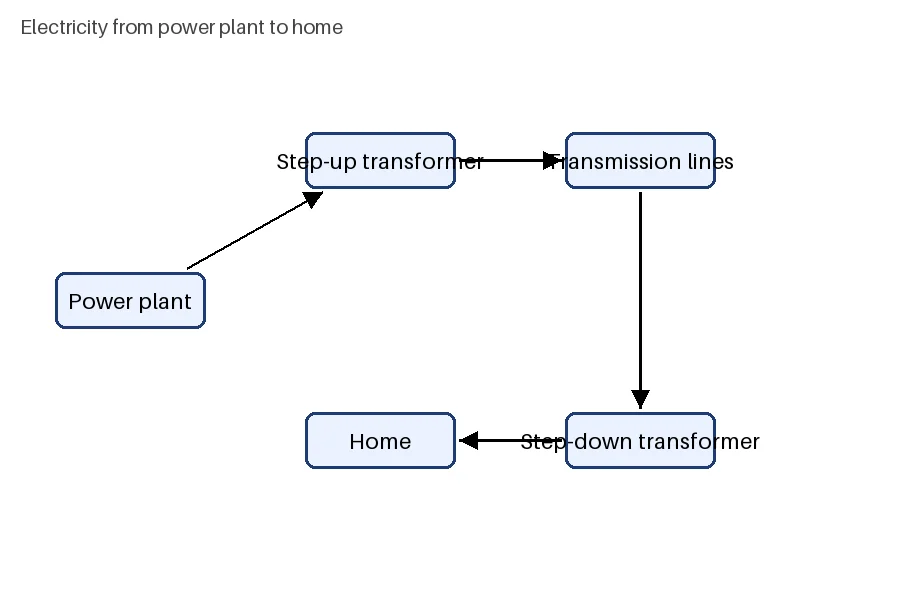 Electricity from power plant to home
Step-up transformer
Transmission lines
Power plant
Home
Step-down transformer